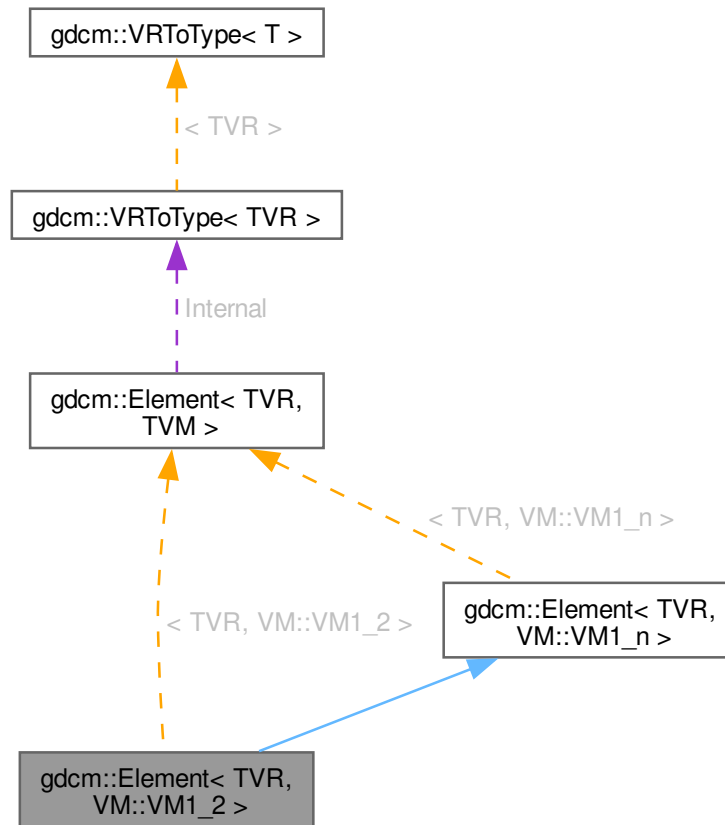 gdcm::VRToType< T >
< TVR >
gdcm::VRToType< TVR >
Internal
gdcm::Element< TVR,
TVM >
< TVR, VM::VM1_n >
gdcm::Element< TVR,
VM::VM1_n >
< TVR, VM::VM1_2 >
gdcm::Element< TVR,
VM::VM1_2 >